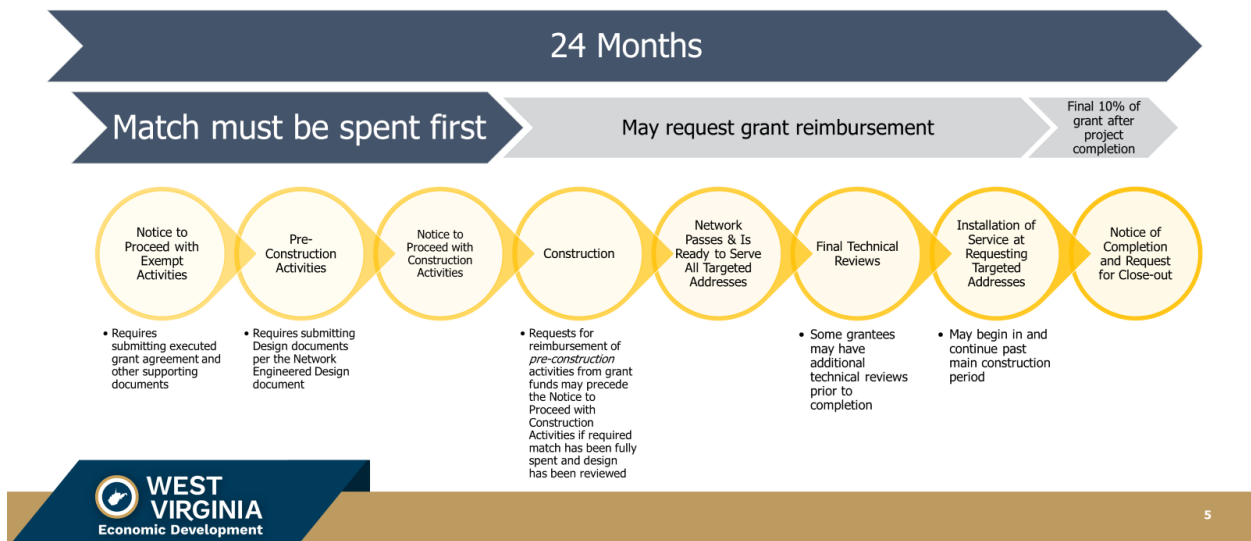 24 Months
Match must be spent first
May request grant reimbursement
Final 10% of
grant after
project
completion
Notice to
Proceed with
Exempt
Activities
Pre-
Construction
Activities
Notice to
Proceed with
Construction
Activities
Construction
Network
Passes & Is
Ready to Serve
All Targeted
Addresses
Final Technical
Reviews
Installation of
Service at
Requesting
Targeted
Addresses
Notice of
Completion
and Request
for Close-out
• Requires
submitting executed
grant agreement and
other supporting
documents
• Requires submitting
Design documents
per the Network
Engineered Design
document
• Requests for
reimbursement of
pre-construction
activities from grant
funds may precede
the Notice to
Proceed with
Construction
Activities if required
match has been fully
spent and design
has been reviewed
• Some grantees
may have
additional
technical reviews
prior to
completion
• May begin in and
continue past
main construction
period
WEST
VIRGINIA
Economic Development
5